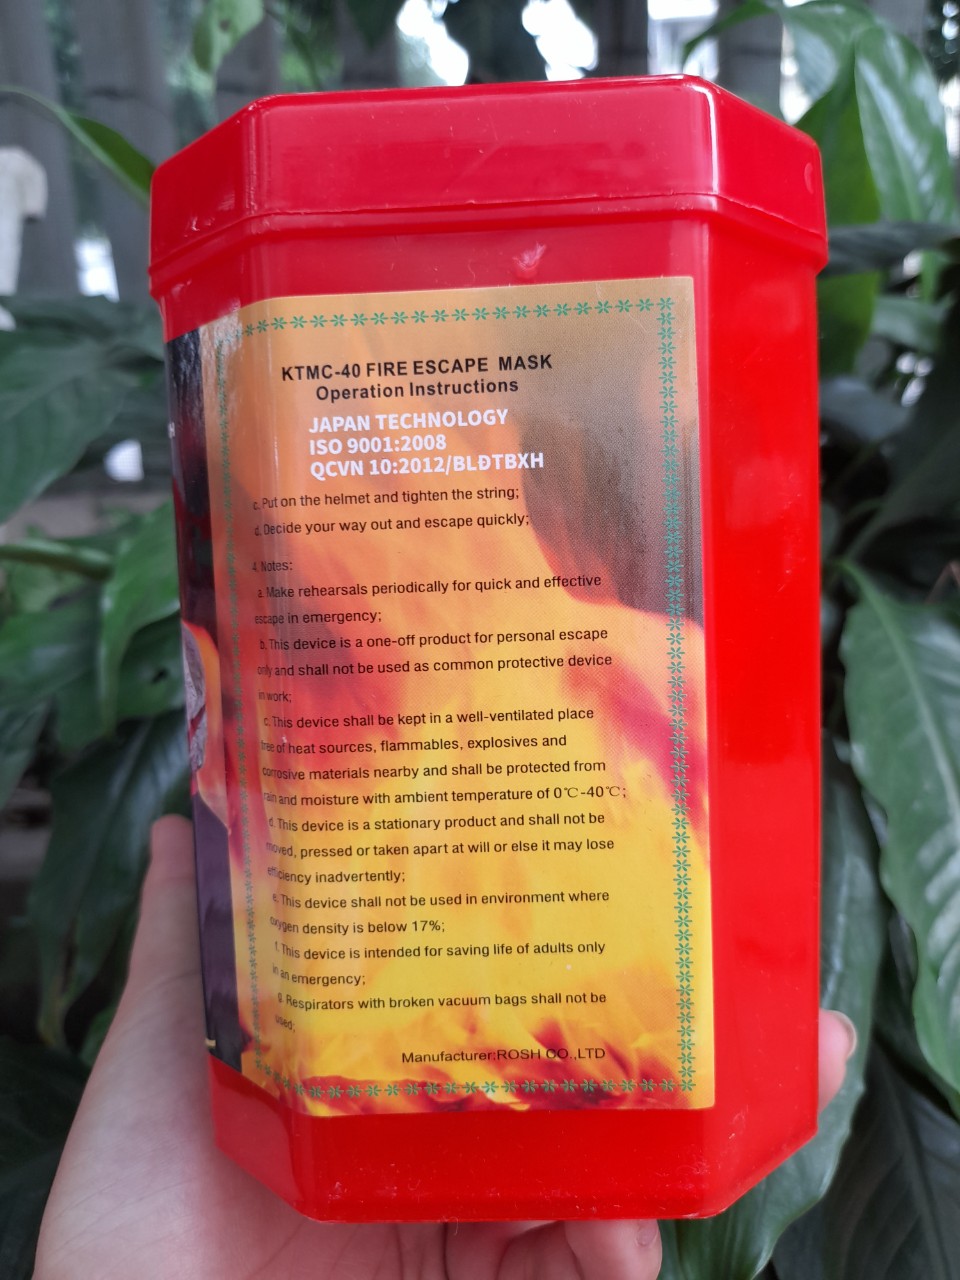 KTMC-40 FIRE ESCAPE MASK
Operation Instructions
JAPAN TECHNOLOGY
ISO 9001:2008
QCVN 10:2012/BLĐTBXH
c. Put on the helmet and tighten the string;
d. Decide your way out and escape quickly;
4. Notes:
a. Make rehearsals periodically for quick and effective
escape in emergency;
b. This device is a one-off product for personal escape
only and shall not be used as common protective device
in work;
c. This device shall be kept in a well-ventilated place
free of heat sources, flammables, explosives and
corrosive materials nearby and shall be protected from
rain and moisture with ambient temperature of 0℃-40℃;
d. This device is a stationary product and shall not be
moved, pressed or taken apart at will or else it may lose
efficiency inadvertently;
e. This device shall not be used in environment where
oxygen density is below 17%;
f. This device is intended for saving life of adults only
in an emergency;
g. Respirators with broken vacuum bags shall not be
used;
Manufacturer:ROSH CO.,LTD